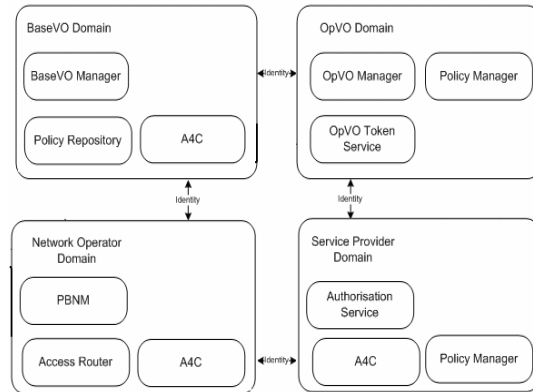 BaseVO Domain
BaseVO Manager
Policy Repository
A4C
Identity
OpVO Domain
OpVO Manager
Policy Manager
OpVO Token
Service
Identity
Identity
Network Operator
Domain
PBNM
Access Router
A4C
Identity
Service Provider
Domain
Authorisation
Service
A4C
Policy Manager